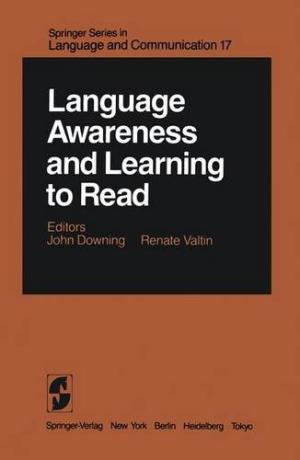 Springer Series in
Language and Communication 17
Language
Awareness
and Learning
to Read
Editors
John Downing Renate Valtin
Springer-Verlag New York Berlin Heidelberg Tokyo